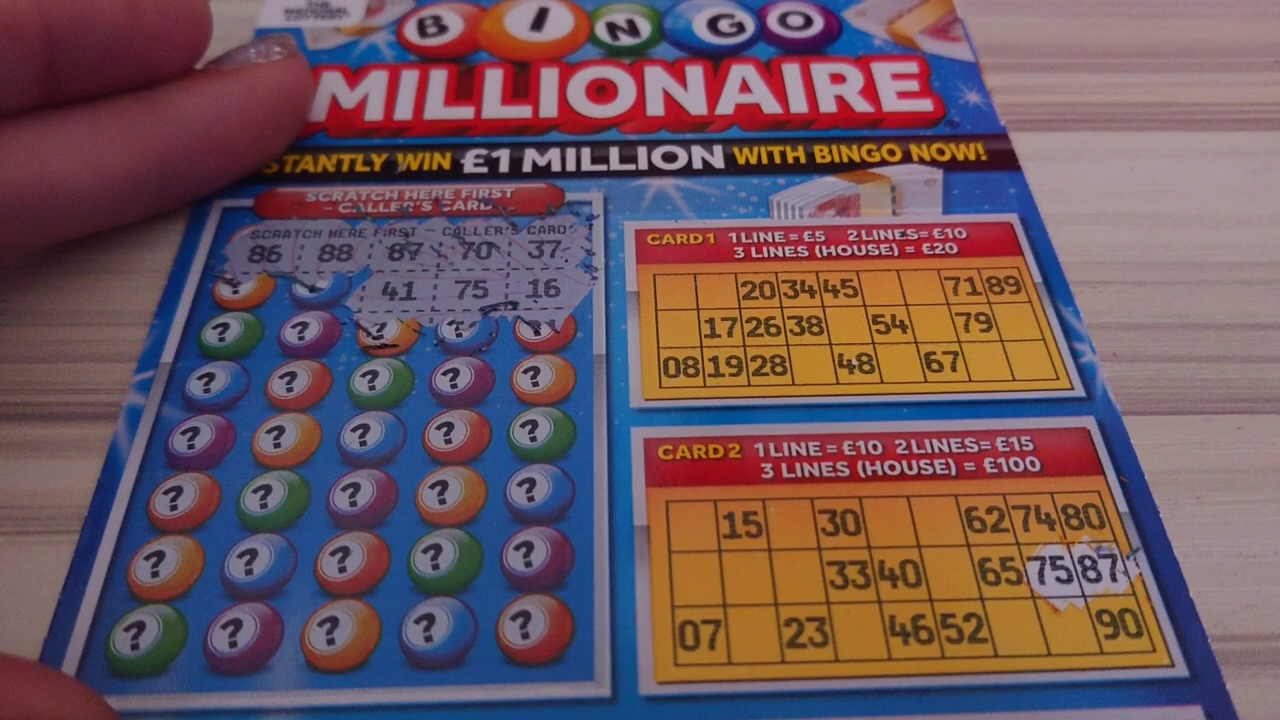 THE
NATIONAL
LOTTERY
BINGO
MILLIONAIRE
STANTLY WIN £1 MILLION WITH BINGO NOW!
SCRATCH HERE FIRST
- CALLER'S CARD -
SCRATCH HERE FIRST CALLER'S CARD
86 88 87 70 37
41 75 16
? ? ? ? ?
? ? ? ? ?
? ? ? ? ?
? ? ? ? ?
? ? ? ? ?
? ? ? ? ?
CARD 1 1 LINE = £5 2 LINES = £10
3 LINES (HOUSE) = £20
20 34 45 71 89
17 26 38 54 79
08 19 28 48 67
CARD 2 1 LINE = £10 2 LINES = £15
3 LINES (HOUSE) = £100
15 30 62 74 80
33 40 65 75 87
07 23 46 52 90